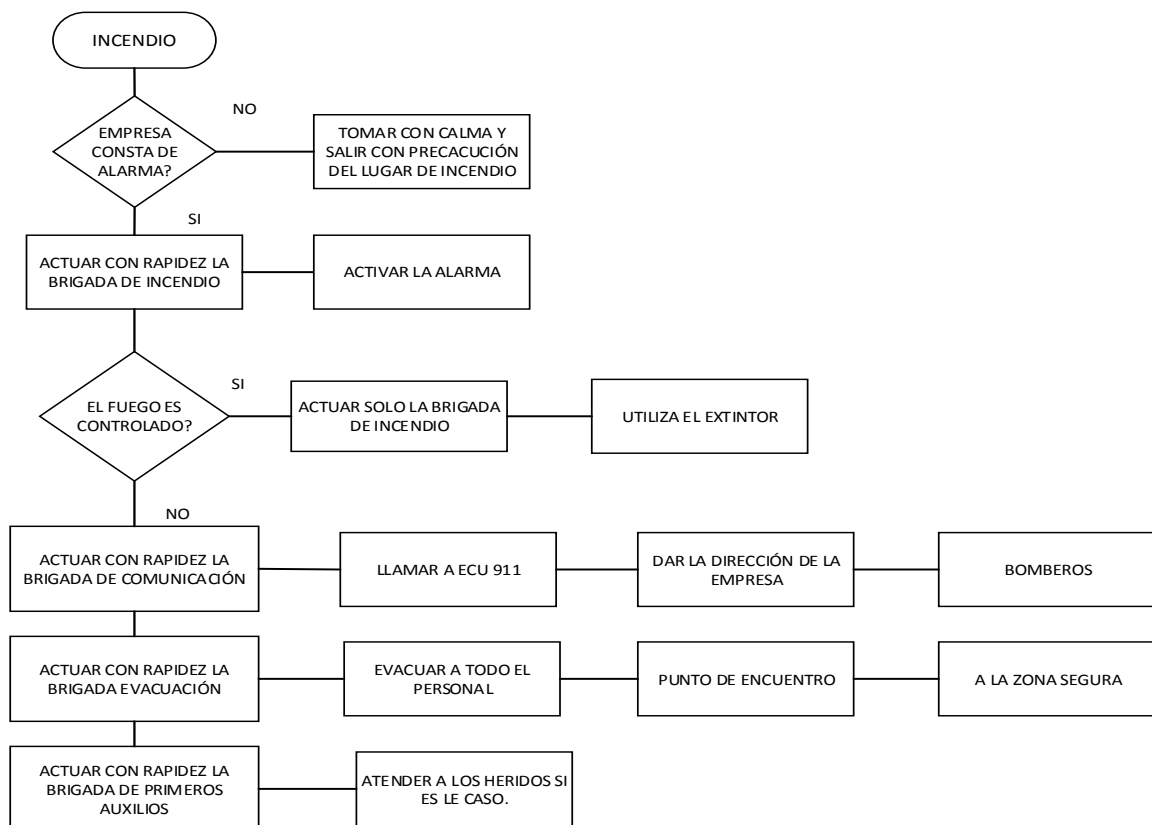 INCENDIO
NO
EMPRESA
CONSTA DE
ALARMA?
TOMAR CON CALMA Y
SALIR CON PRECACUCIÓN
DEL LUGAR DE INCENDIO
SI
ACTUAR CON RAPIDEZ LA
BRIGADA DE INCENDIO
ACTIVAR LA ALARMA
SI
EL FUEGO ES
CONTROLADO?
ACTUAR SOLO LA BRIGADA
DE INCENDIO
UTILIZA EL EXTINTOR
NO
ACTUAR CON RAPIDEZ LA
BRIGADA DE COMUNICACIÓN
LLAMAR A ECU 911
DAR LA DIRECCIÓN DE LA
EMPRESA
BOMBEROS
ACTUAR CON RAPIDEZ LA
BRIGADA EVACUACIÓN
EVACUAR A TODO EL
PERSONAL
PUNTO DE ENCUENTRO
A LA ZONA SEGURA
ACTUAR CON RAPIDEZ LA
BRIGADA DE PRIMEROS
AUXILIOS
ATENDER A LOS HERIDOS SI
ES LE CASO.